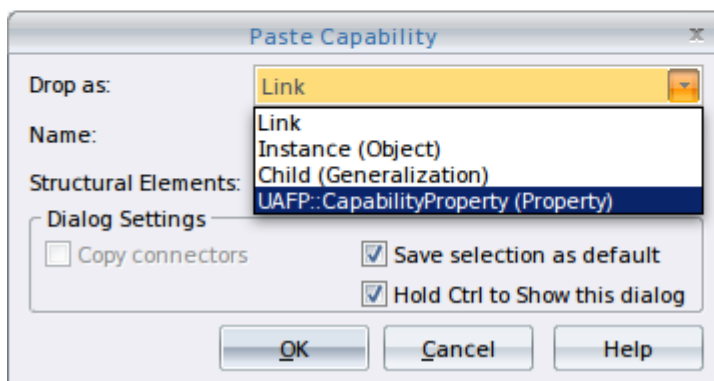 Paste Capability
Drop as:
Link
Link
Instance (Object)
Child (Generalization)
UAFP::CapabilityProperty (Property)
Name:
Structural Elements:
Dialog Settings
Copy connectors
Save selection as default
Hold Ctrl to Show this dialog
OK
Cancel
Help